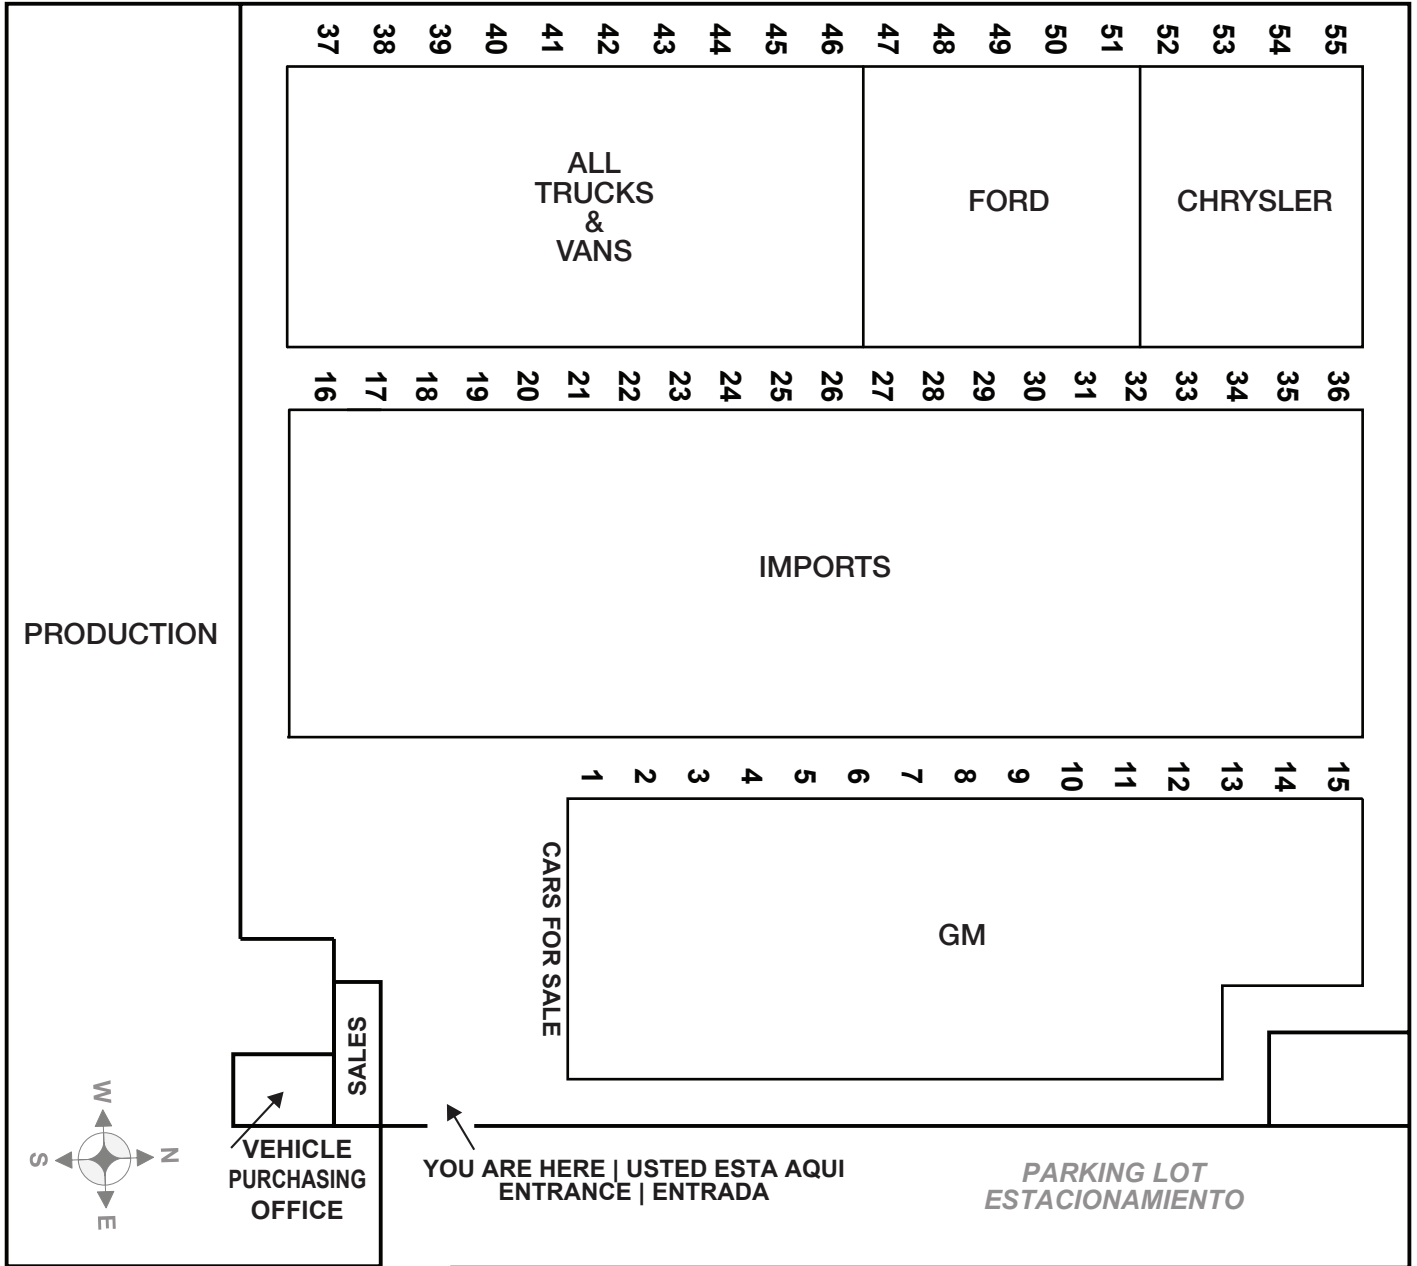 37 38 39 40 41 42 43 44 45 46 47 48 49 50 51 52 53 54 55
ALL
TRUCKS
&
VANS
FORD
CHRYSLER
16 17 18 19 20 21 22 23 24 25 26 27 28 29 30 31 32 33 34 35 36
IMPORTS
PRODUCTION
1 2 3 4 5 6 7 8 9 10 11 12 13 14 15
CARS FOR SALE
GM
SALES
W
S
N
E
VEHICLE
PURCHASING
OFFICE
YOU ARE HERE | USTED ESTA AQUI
ENTRANCE | ENTRADA
PARKING LOT
ESTACIONAMIENTO